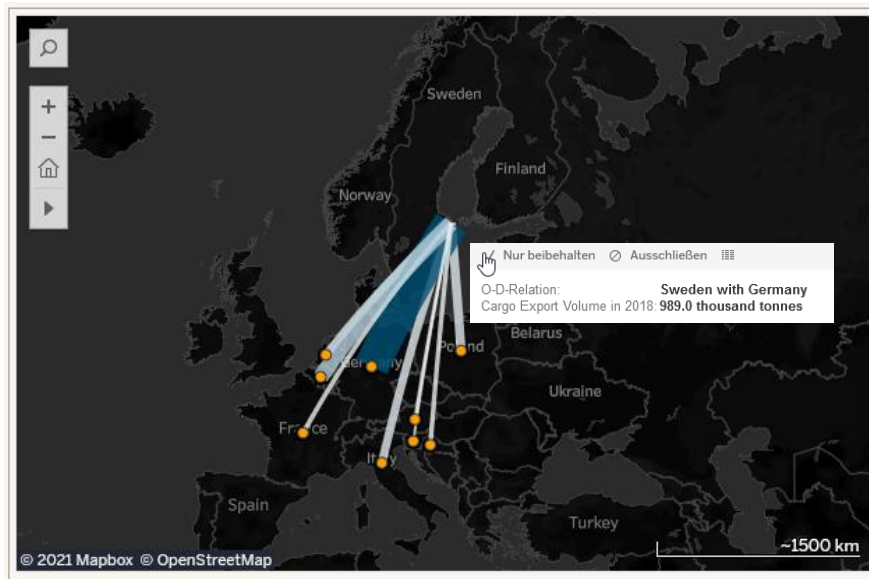 Sweden
Finland
Norway
Nur beibehalten Ausschließen
O-D-Relation: Sweden with Germany
Cargo Export Volume in 2018: 989.0 thousand tonnes
Belarus
Poland
Germany
Ukraine
France
Italy
Spain
Turkey
~1500 km
© 2021 Mapbox © OpenStreetMap